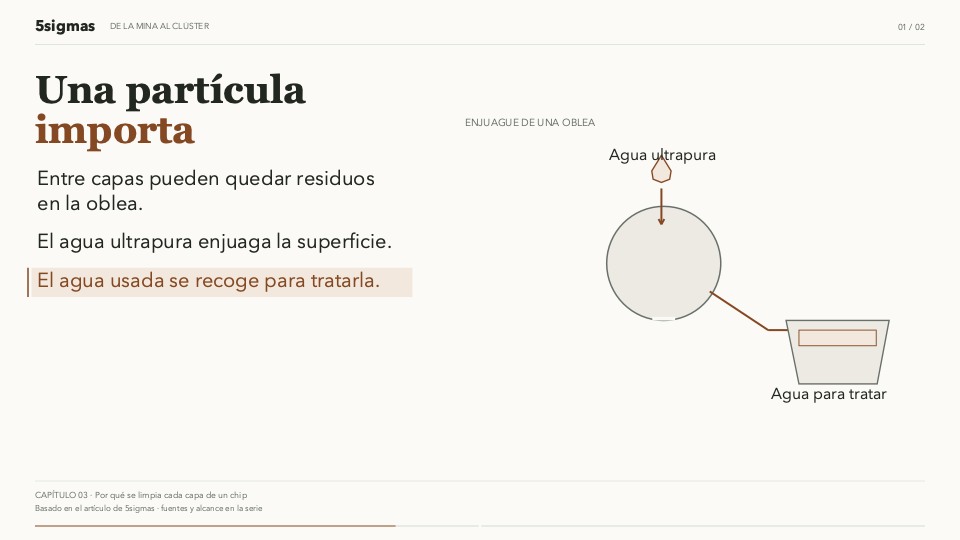 5sigmas
DE LA MINA AL CLÚSTER
01 / 02
Una partícula
importa
Entre capas pueden quedar residuos
en la oblea.
El agua ultrapura enjuaga la superficie.
El agua usada se recoge para tratarla.
ENJUAGUE DE UNA OBLEA
Agua ultrapura
Agua para tratar
CAPÍTULO 03 · Por qué se limpia cada capa de un chip
Basado en el artículo de 5sigmas · fuentes y alcance en la serie